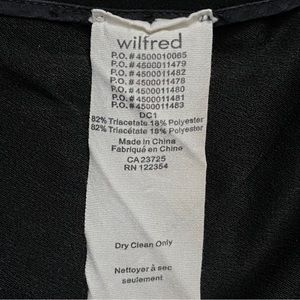 wilfred
P.O.#4500010065
P.O.#4500011479
P.O.#4500011482
P.O.#4500011476
P.O.#4500011480
P.O.#4500011481
P.O.#4500011483
DC1
82% Triacetate 18% Polyester
82% Triacétate 18% Polyester
Made in China
Fabriqué en Chine
CA 23725
RN 122354
Dry Clean Only
Nettoyer à sec
seulement